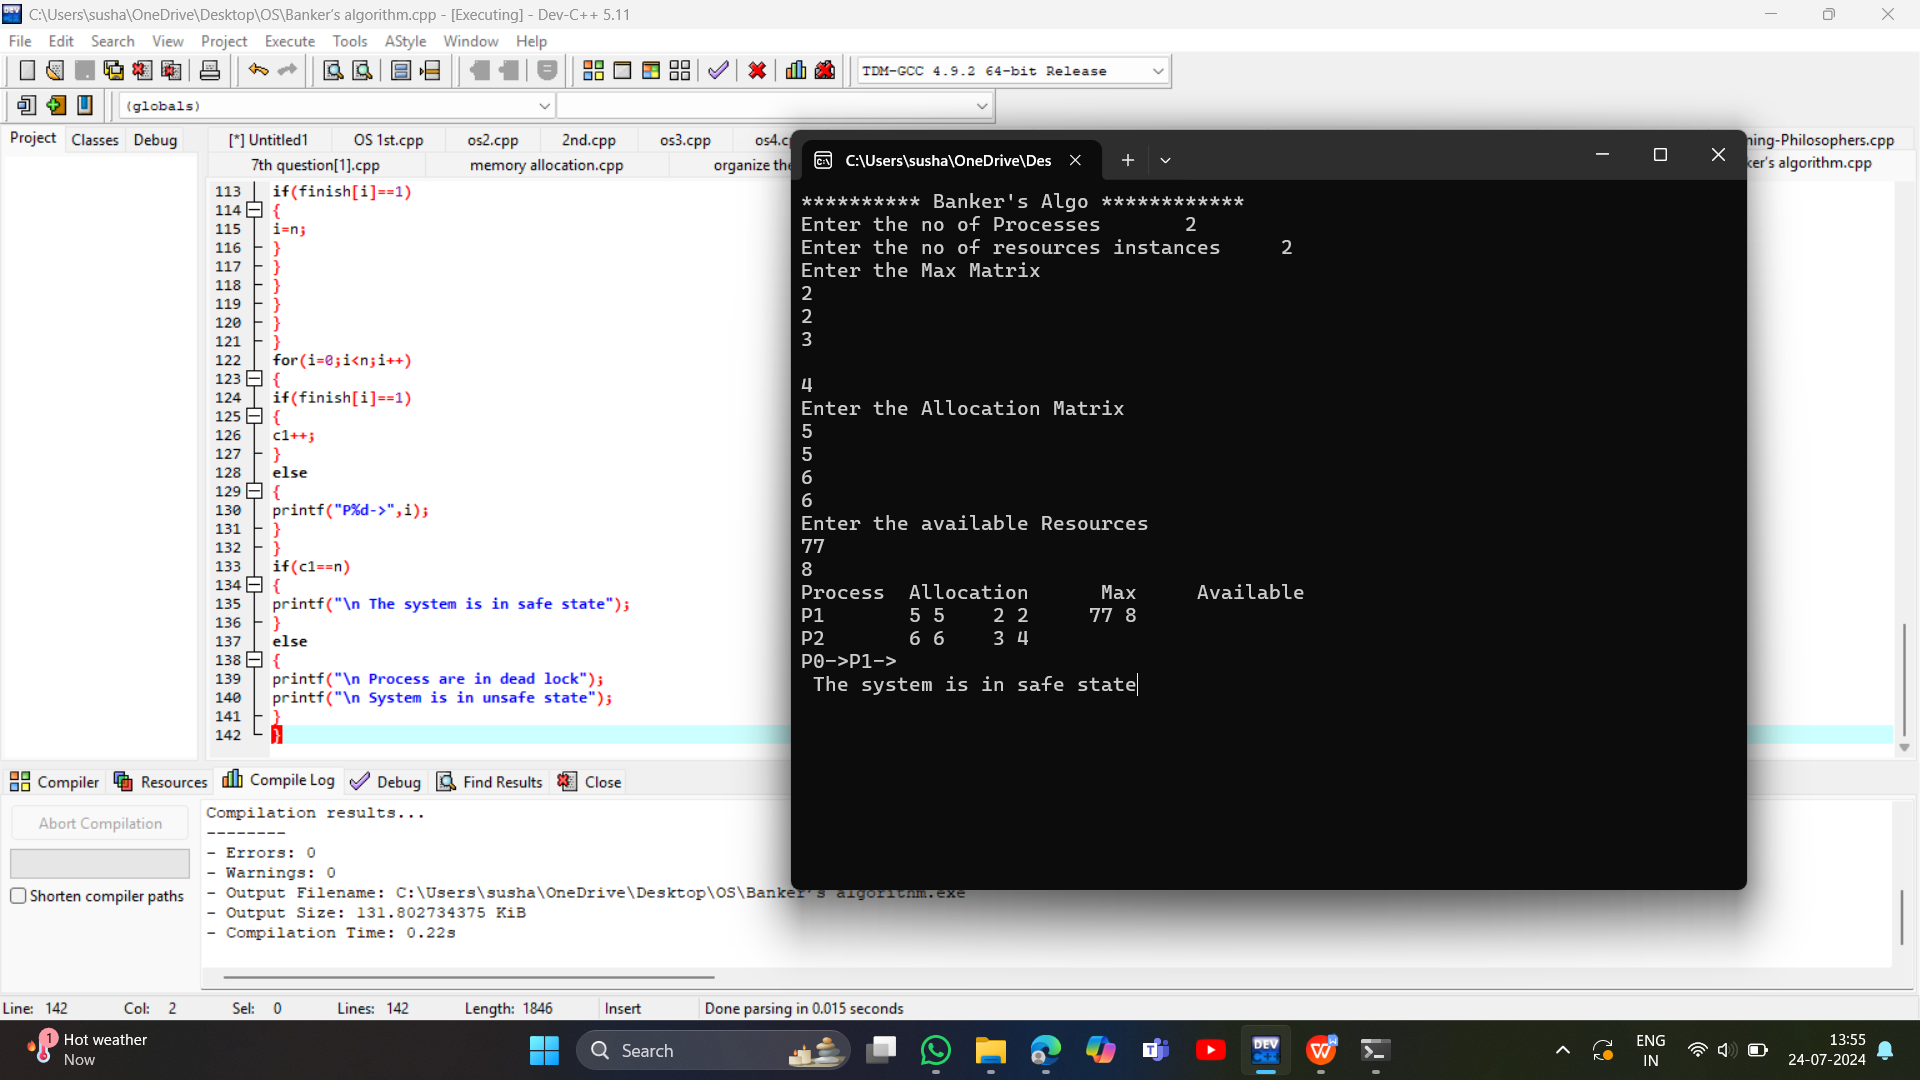 C:\Users\susha\OneDrive\Desktop\OS\Banker's algorithm.cpp - [Executing] - Dev-C++ 5.11
File Edit Search View Project Execute Tools AStyle Window Help
TDM-GCC 4.9.2 64-bit Release
(globals)
Project Classes Debug
[*] Untitled1 OS 1st.cpp os2.cpp 2nd.cpp os3.cpp os4.c ning-Philosophers.cpp
7th question[1].cpp memory allocation.cpp organize the ker's algorithm.cpp
113 if(finish[i]==1)
114 {
115 i=n;
116 }
117 }
118 }
119 }
120 }
121 }
122 for(i=0;i<n;i++)
123 {
124 if(finish[i]==1)
125 {
126 c1++;
127 }
128 else
129 {
130 printf("P%d->",i);
131 }
132 }
133 if(c1==n)
134 {
135 printf("\n The system is in safe state");
136 }
137 else
138 {
139 printf("\n Process are in dead lock");
140 printf("\n System is in unsafe state");
141 }
142 }
C:\Users\susha\OneDrive\Des
********** Banker's Algo ************
Enter the no of Processes 2
Enter the no of resources instances 2
Enter the Max Matrix
2
2
3
4
Enter the Allocation Matrix
5
5
6
6
Enter the available Resources
77
8
Process Allocation Max Available
P1 5 5 2 2 77 8
P2 6 6 3 4
P0->P1->
The system is in safe state
Compiler Resources Compile Log Debug Find Results Close
Abort Compilation
Shorten compiler paths
Compilation results...
--------
- Errors: 0
- Warnings: 0
- Output Filename: C:\Users\susha\OneDrive\Desktop\OS\Banker's algorithm.exe
- Output Size: 131.802734375 KiB
- Compilation Time: 0.22s
Line: 142 Col: 2 Sel: 0 Lines: 142 Length: 1846 Insert Done parsing in 0.015 seconds
1
Hot weather
Now
Search
DEV
C++
ENG
IN
13:55
24-07-2024